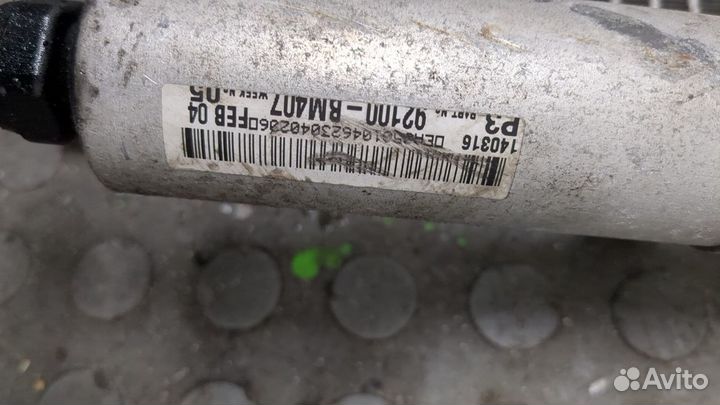 140316
P3 PART No. 92100-BM407 WEEK No 05
FEB 04
Avito